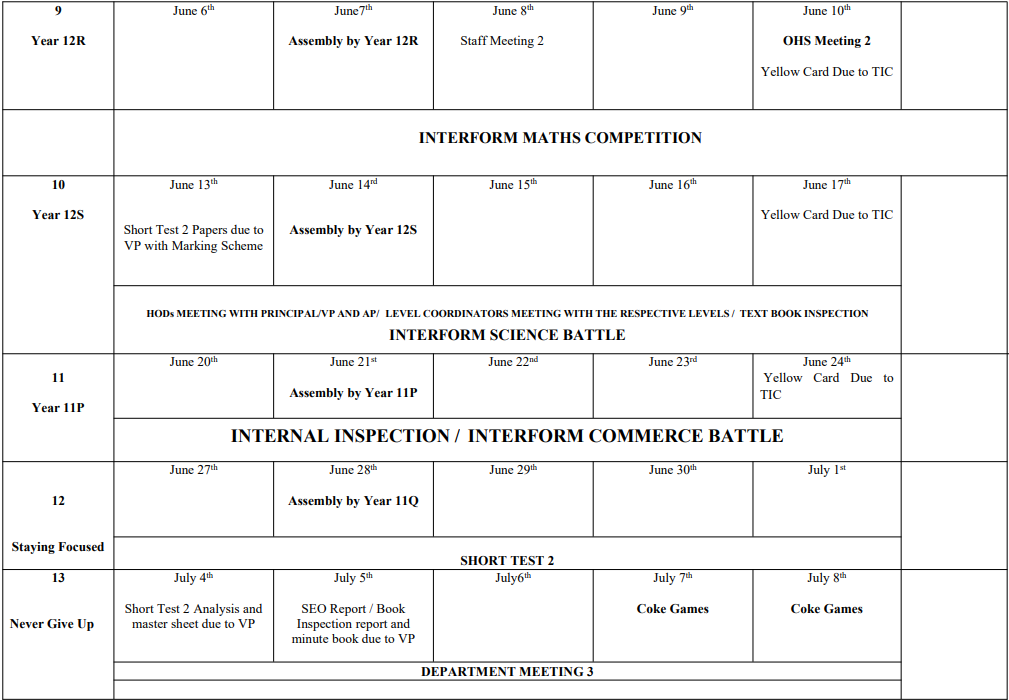 9 June 6th June7th June 8th June 9th June 10th
Year 12R Assembly by Year 12R Staff Meeting 2 OHS Meeting 2
Yellow Card Due to TIC
INTERFORM MATHS COMPETITION
10 June 13th June 14rd June 15th June 16th June 17th
Year 12S Yellow Card Due to TIC
Short Test 2 Papers due to Assembly by Year 12S
VP with Marking Scheme
HODs MEETING WITH PRINCIPAL/VP AND AP/ LEVEL COORDINATORS MEETING WITH THE RESPECTIVE LEVELS / TEXT BOOK INSPECTION
INTERFORM SCIENCE BATTLE
June 20th June 21st June 22nd June 23rd June 24th
11 Yellow Card Due to
Assembly by Year 11P TIC
Year 11P
INTERNAL INSPECTION / INTERFORM COMMERCE BATTLE
June 27th June 28th June 29th June 30th July 1st
12 Assembly by Year 11Q
Staying Focused
SHORT TEST 2
13 July 4th July 5th July6th July 7th July 8th
Short Test 2 Analysis and SEO Report / Book Coke Games Coke Games
Never Give Up master sheet due to VP Inspection report and
minute book due to VP
DEPARTMENT MEETING 3